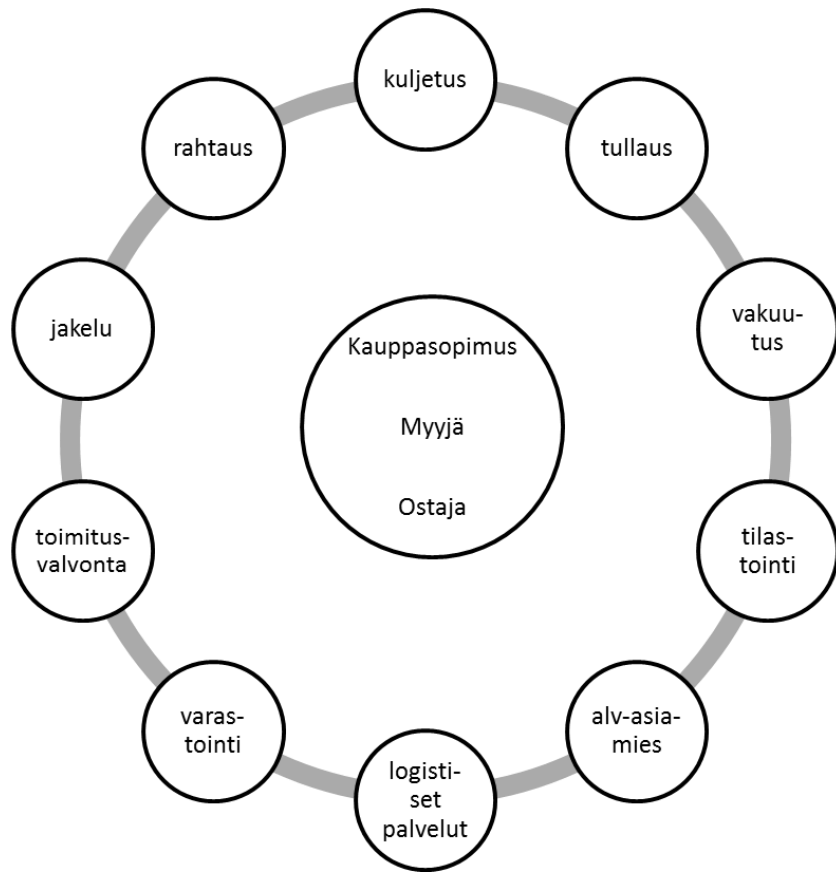 kuljetus
tullaus
vakuu-
tus
tilas-
tointi
alv-asia-
mies
logisti-
set
palvelut
varas-
tointi
toimitus-
valvonta
jakelu
rahtaus
Kauppasopimus
Myyjä
Ostaja